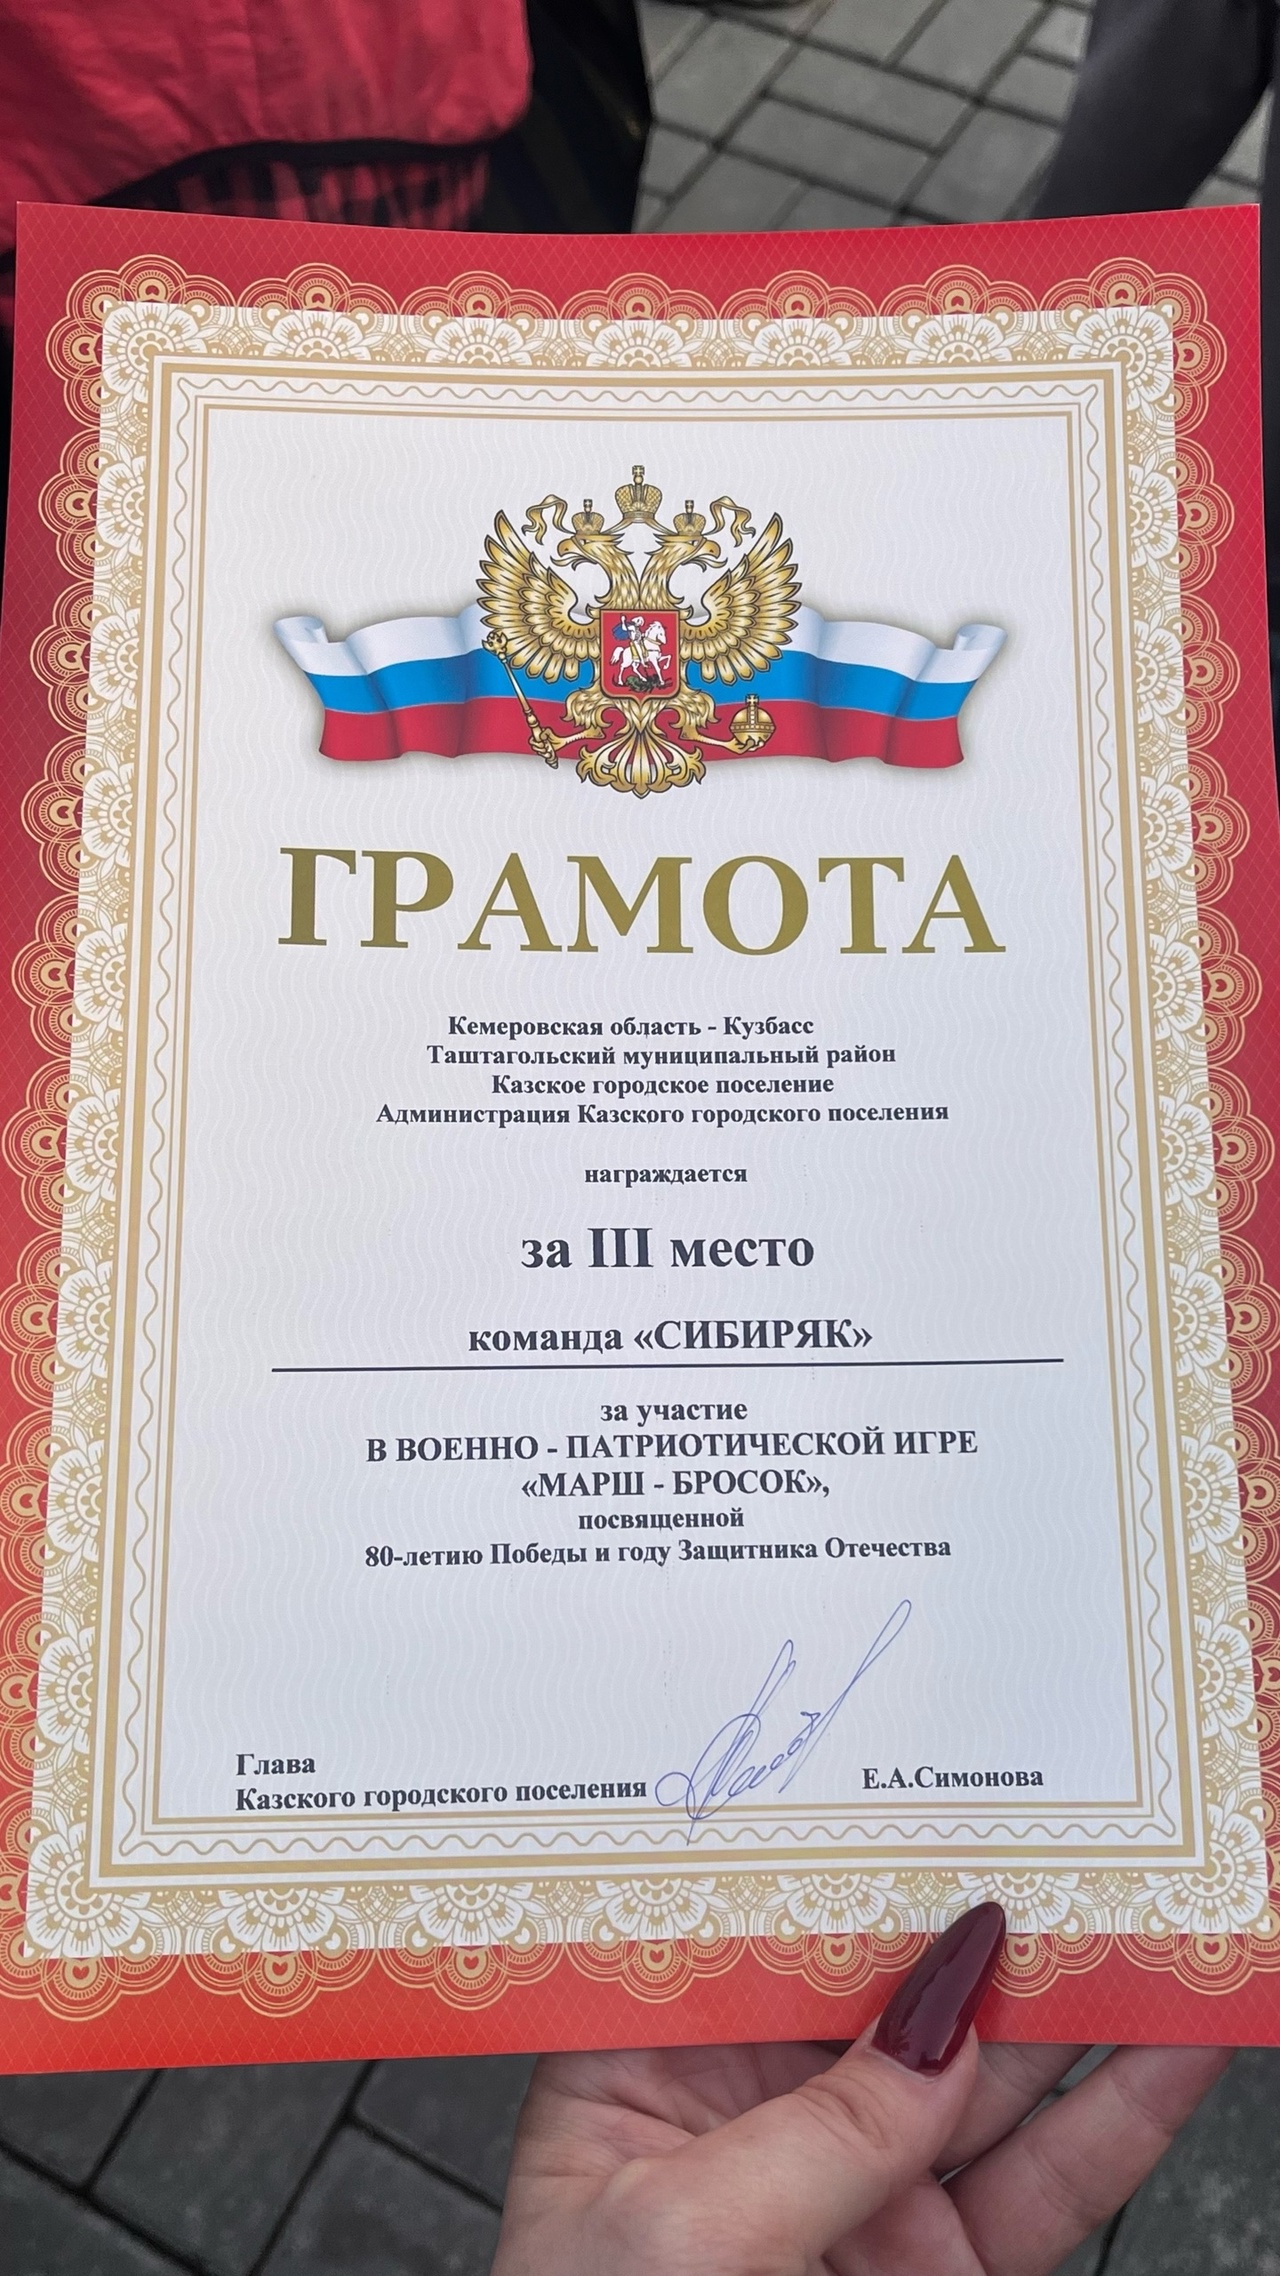 ГРАМОТА
Кемеровская область - Кузбасс
Таштагольский муниципальный район
Казское городское поселение
Администрация Казского городского поселения
награждается
за III место
команда «СИБИРЯК»
за участие
В ВОЕННО - ПАТРИОТИЧЕСКОЙ ИГРЕ
«МАРШ - БРОСОК»,
посвященной
80-летию Победы и году Защитника Отечества
Глава
Казского городского поселения Е.А.Симонова